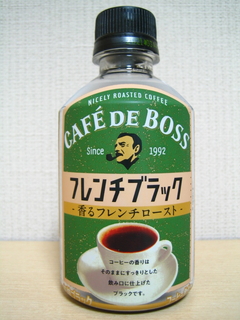 NICELY ROASTED COFFEE
CAFÉ DE BOSS
Since 1992
フレンチブラック
-香るフレンチロースト-
コーヒーの香りは
そのままにすっきりとした
飲み口に仕上げた
ブラックです。